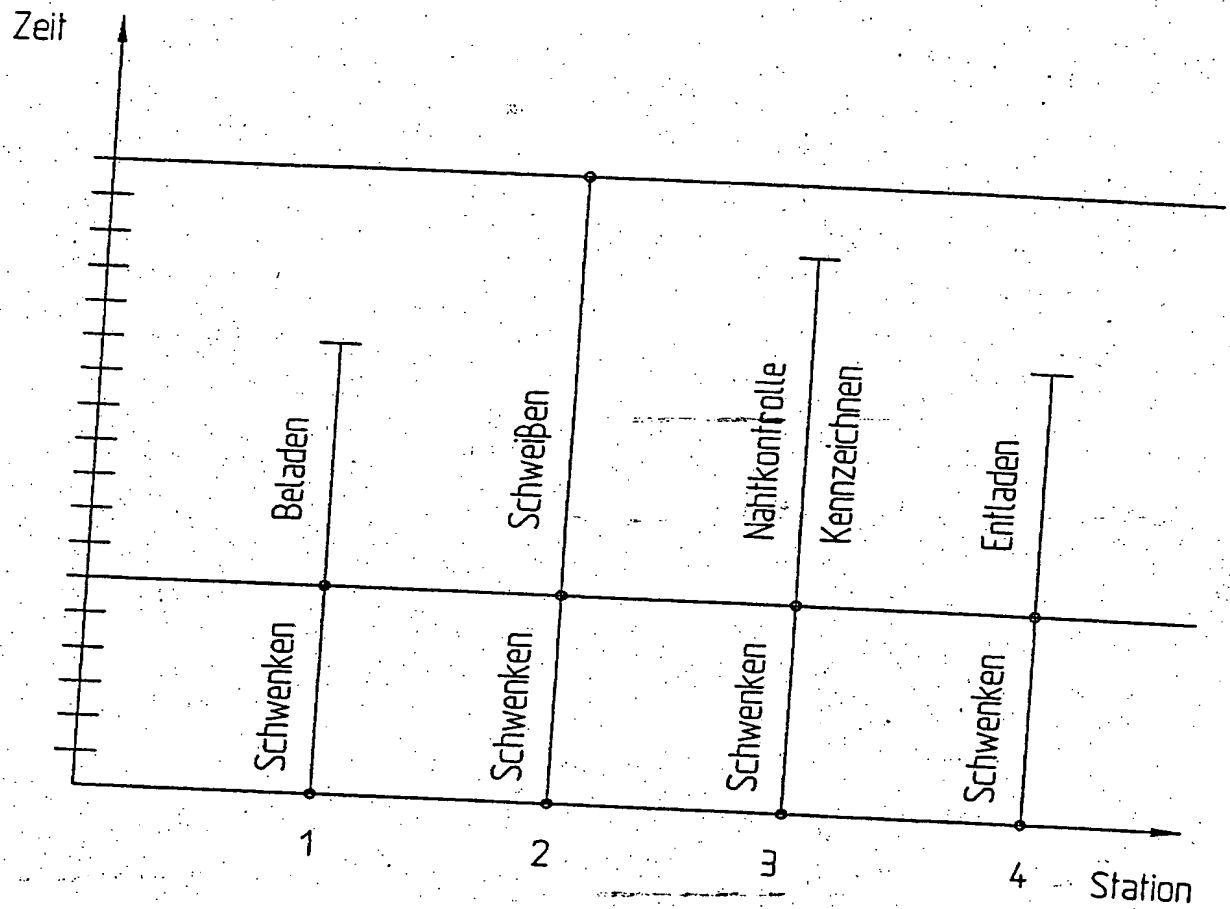 Zeit
Beladen
Schweißen
Nahtkontrolle
Kennzeichnen
Entladen
Schwenken
Schwenken
Schwenken
Schwenken
1
2
3
4
Station